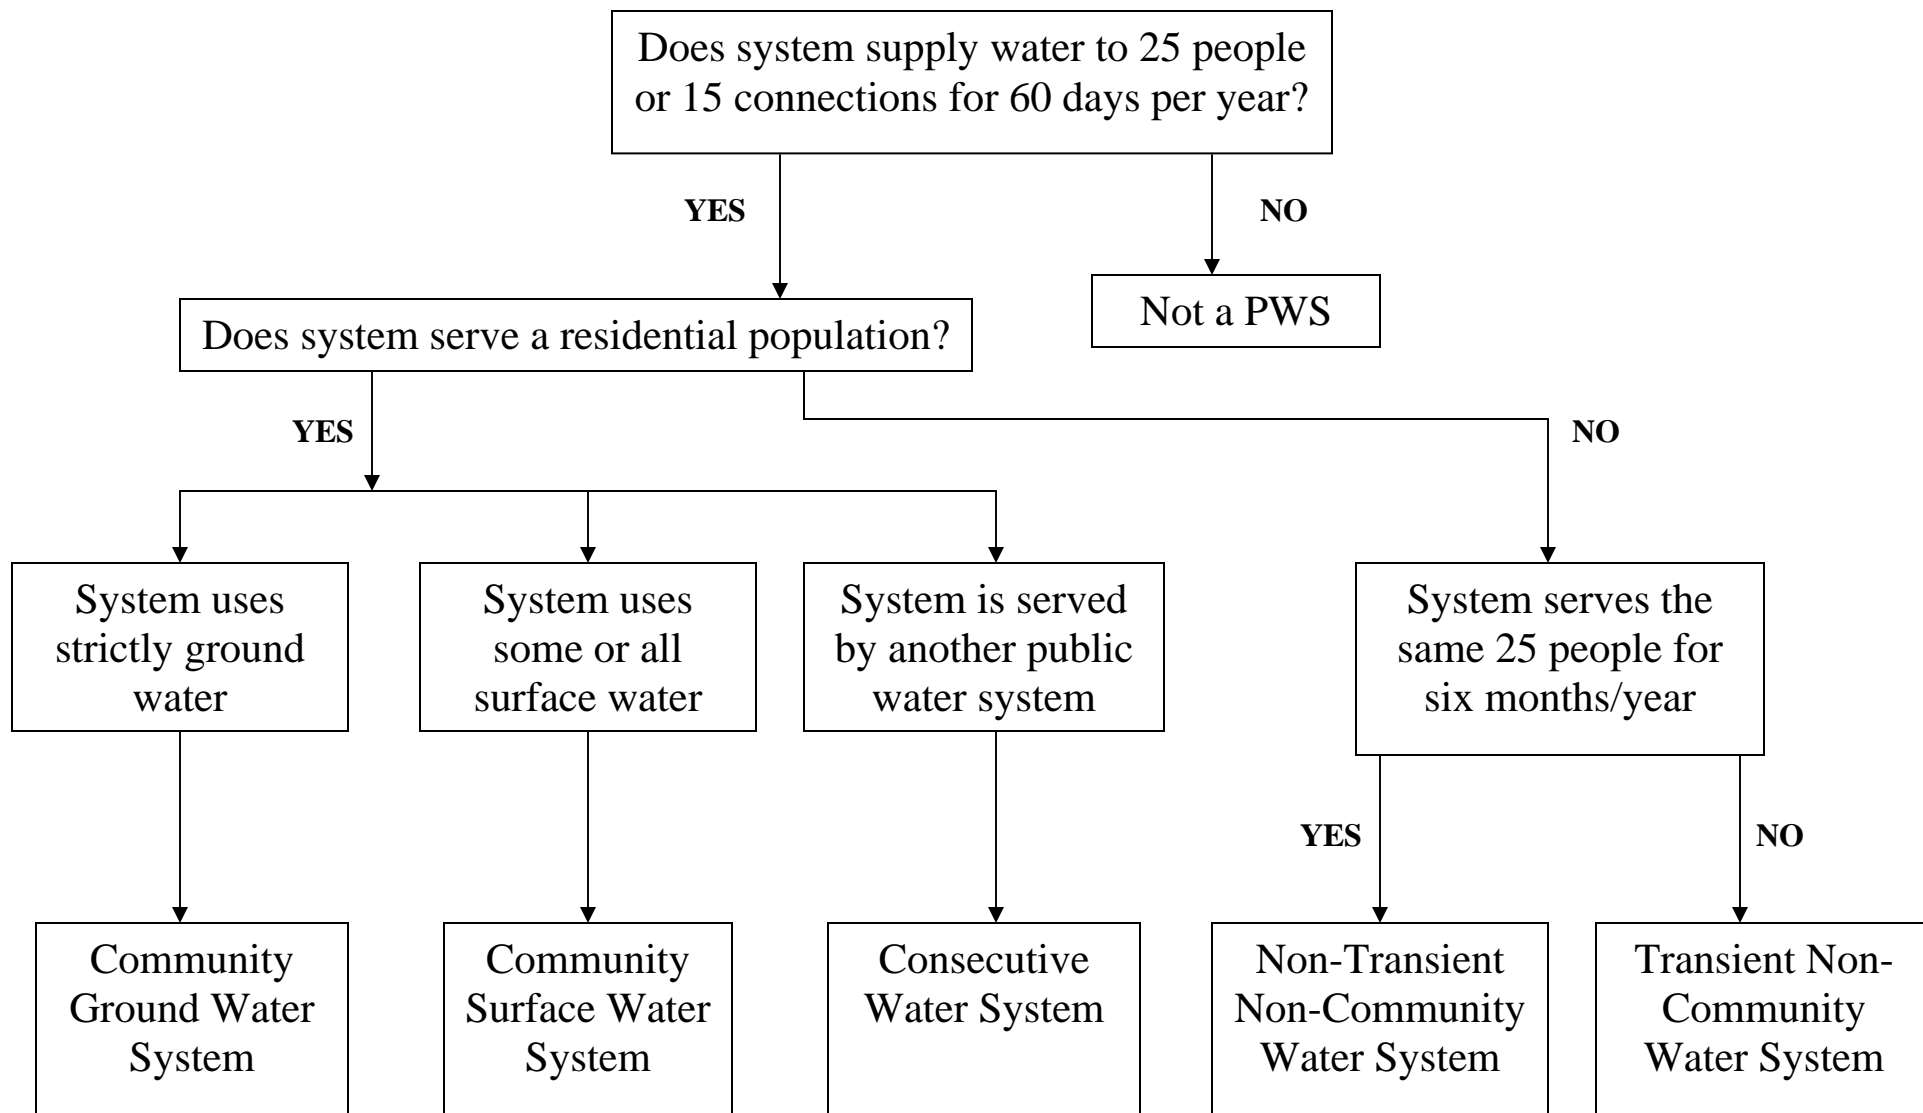 Does system supply water to 25 people
or 15 connections for 60 days per year?
YES
NO
Not a PWS
Does system serve a residential population?
YES
NO
System uses
strictly ground
water
System uses
some or all
surface water
System is served
by another public
water system
System serves the
same 25 people for
six months/year
YES
NO
Community
Ground Water
System
Community
Surface Water
System
Consecutive
Water System
Non-Transient
Non-Community
Water System
Transient Non-
Community
Water System